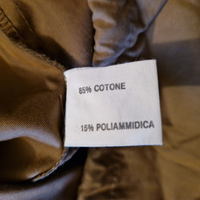 85% COTONE
15% POLIAMMIDICA